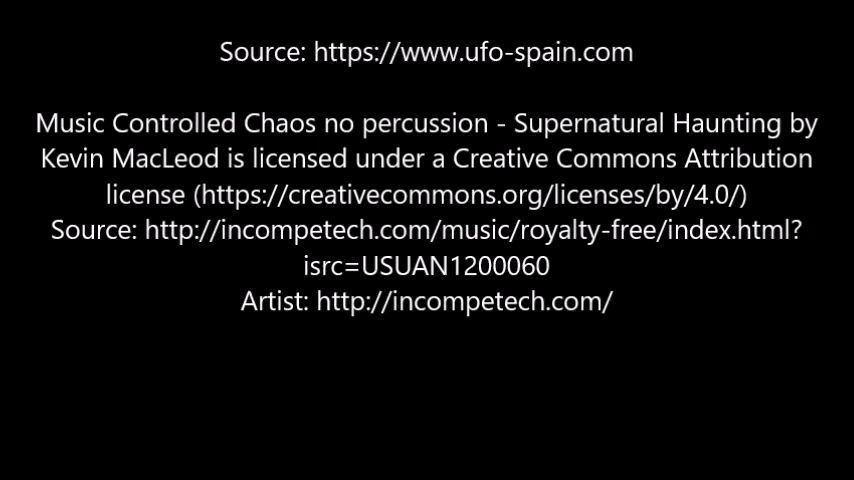 Source: https://www.ufo-spain.com
Music Controlled Chaos no percussion - Supernatural Haunting by
Kevin MacLeod is licensed under a Creative Commons Attribution
license (https://creativecommons.org/licenses/by/4.0/)
Source: http://incompetech.com/music/royalty-free/index.html?
isrc=USUAN1200060
Artist: http://incompetech.com/